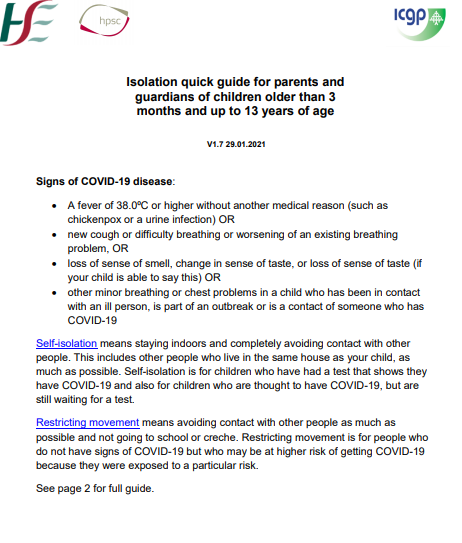 HSE
hpsc
ICGP
Isolation quick guide for parents and
guardians of children older than 3
months and up to 13 years of age
V1.7 29.01.2021
Signs of COVID-19 disease:
• A fever of 38.0ºC or higher without another medical reason (such as
chickenpox or a urine infection) OR
• new cough or difficulty breathing or worsening of an existing breathing
problem, OR
• loss of sense of smell, change in sense of taste, or loss of sense of taste (if
your child is able to say this) OR
• other minor breathing or chest problems in a child who has been in contact
with an ill person, is part of an outbreak or is a contact of someone who has
COVID-19
Self-isolation means staying indoors and completely avoiding contact with other
people. This includes other people who live in the same house as your child, as
much as possible. Self-isolation is for children who have had a test that shows they
have COVID-19 and also for children who are thought to have COVID-19, but are
still waiting for a test.
Restricting movement means avoiding contact with other people as much as
possible and not going to school or creche. Restricting movement is for people who
do not have signs of COVID-19 but who may be at higher risk of getting COVID-19
because they were exposed to a particular risk.
See page 2 for full guide.